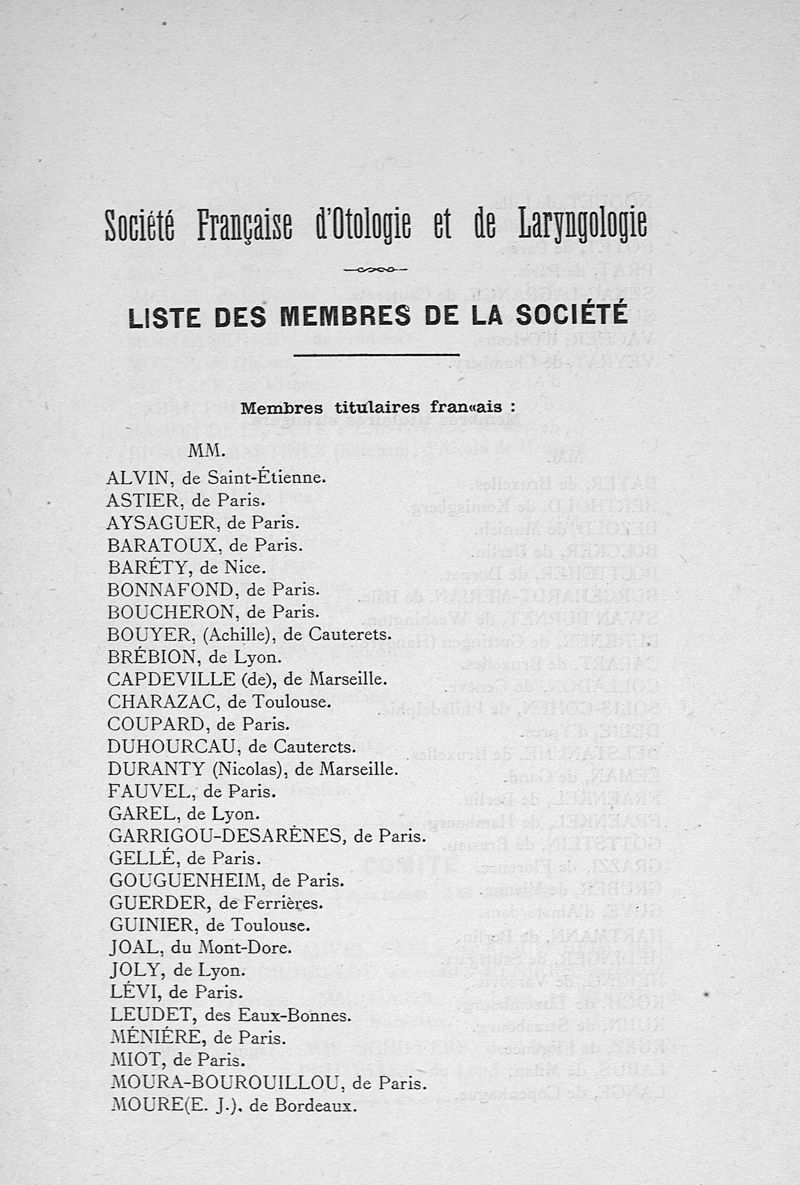 Société Française d'Otologie et de Laryngologie
LISTE DES MEMBRES DE LA SOCIÉTÉ
Membres titulaires fran«ais :
MM.
ALVIN, de Saint-Étienne.
ASTIER, de Paris.
AYSAGUER, de Paris.
BARATOUX, de Paris.
BARÉTY, de Nice.
BONNAFOND, de Paris.
BOUCHERON, de Paris.
BOUYER, (Achille), de Cauterets.
BRÉBION, de Lyon.
CAPDEVILLE (de), de Marseille.
CHARAZAC, de Toulouse.
COUPARD, de Paris.
DUHOURCAU, de Cautercts.
DURANTY (Nicolas), de Marseille.
FAUVEL, de Paris.
GAREL, de Lyon.
GARRIGOU-DESARÈNES, de Paris.
GELLÉ, de Paris.
GOUGUENHEIM, de Paris.
GUERDER, de Ferrières.
GUINIER, de Toulouse.
JOAL, du Mont-Dore.
JOLY, de Lyon.
LÉVI, de Paris.
LEUDET, des Eaux-Bonnes.
MÉNIÉRE, de Paris.
MIOT, de Paris.
MOURA-BOUROUILLOU, de Paris.
MOURE(E. J.), de Bordeaux.